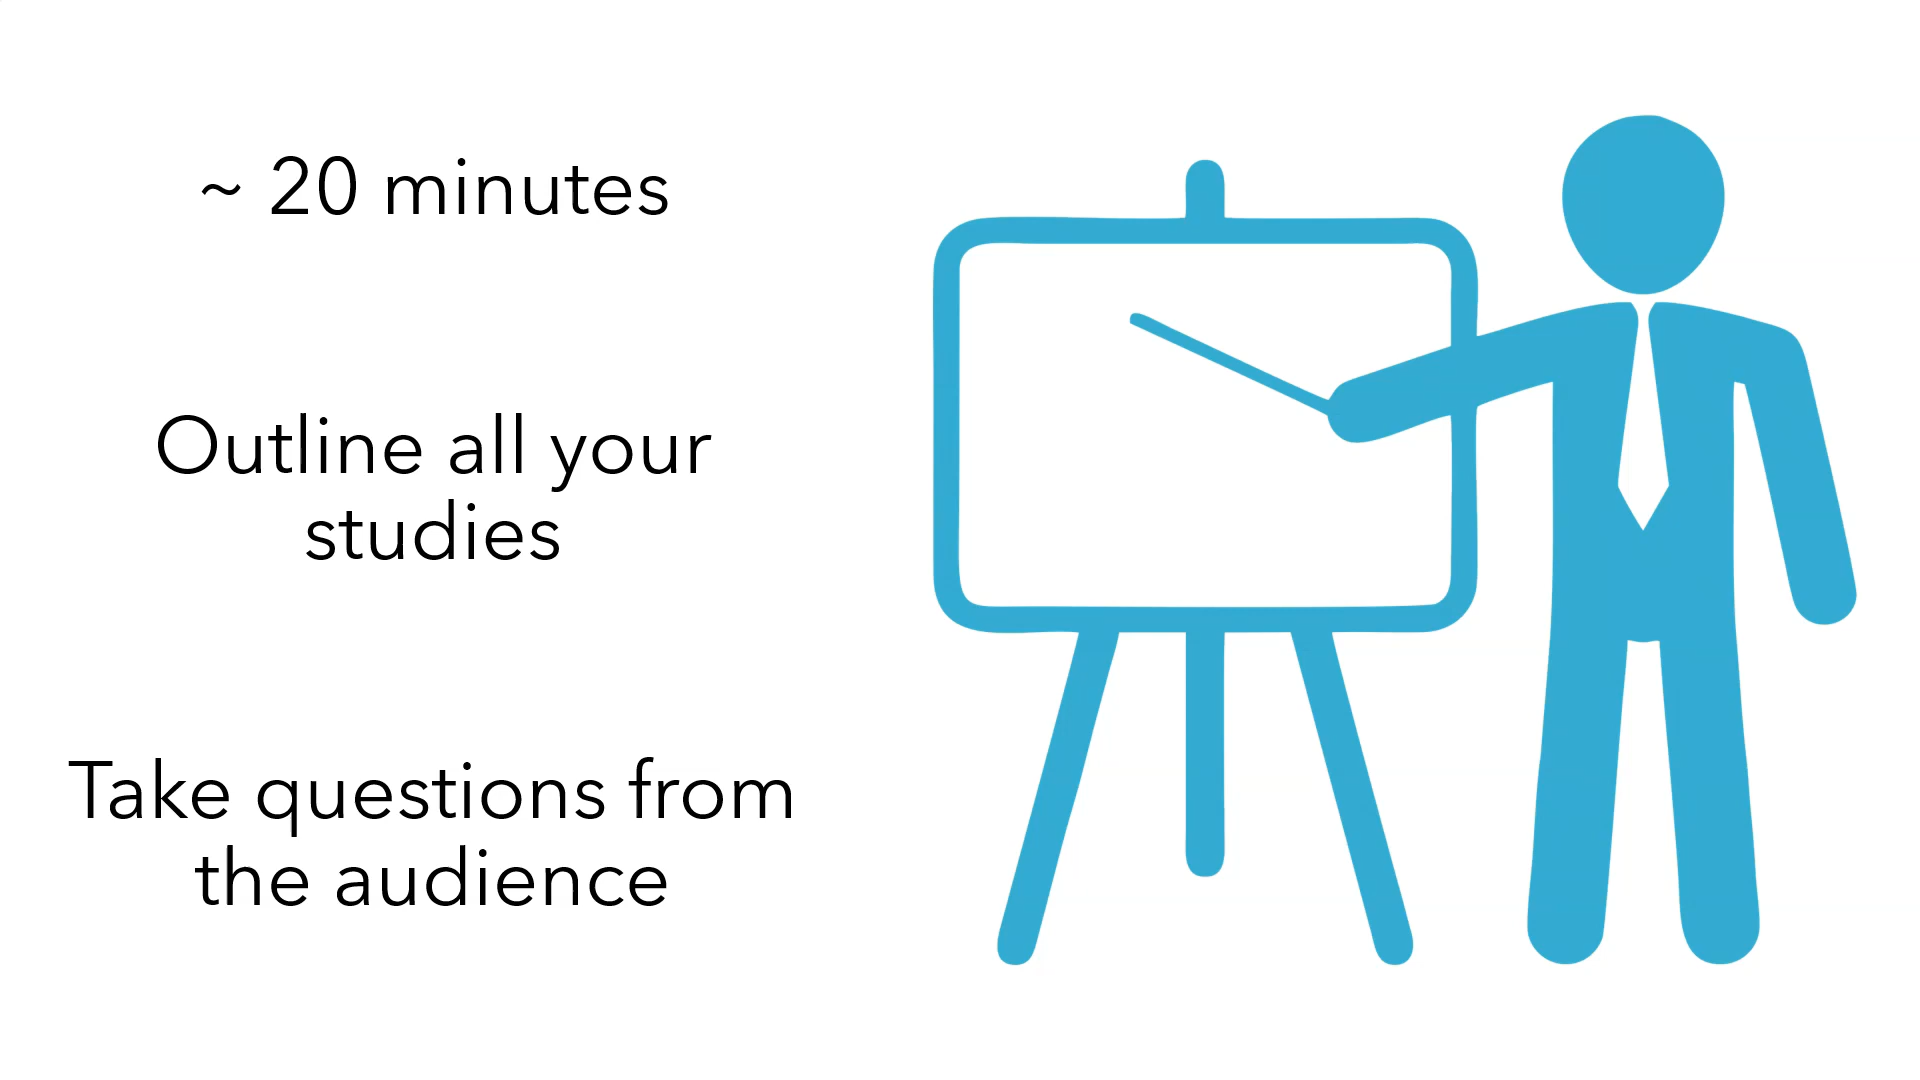 ~ 20 minutes
Outline all your
studies
Take questions from
the audience